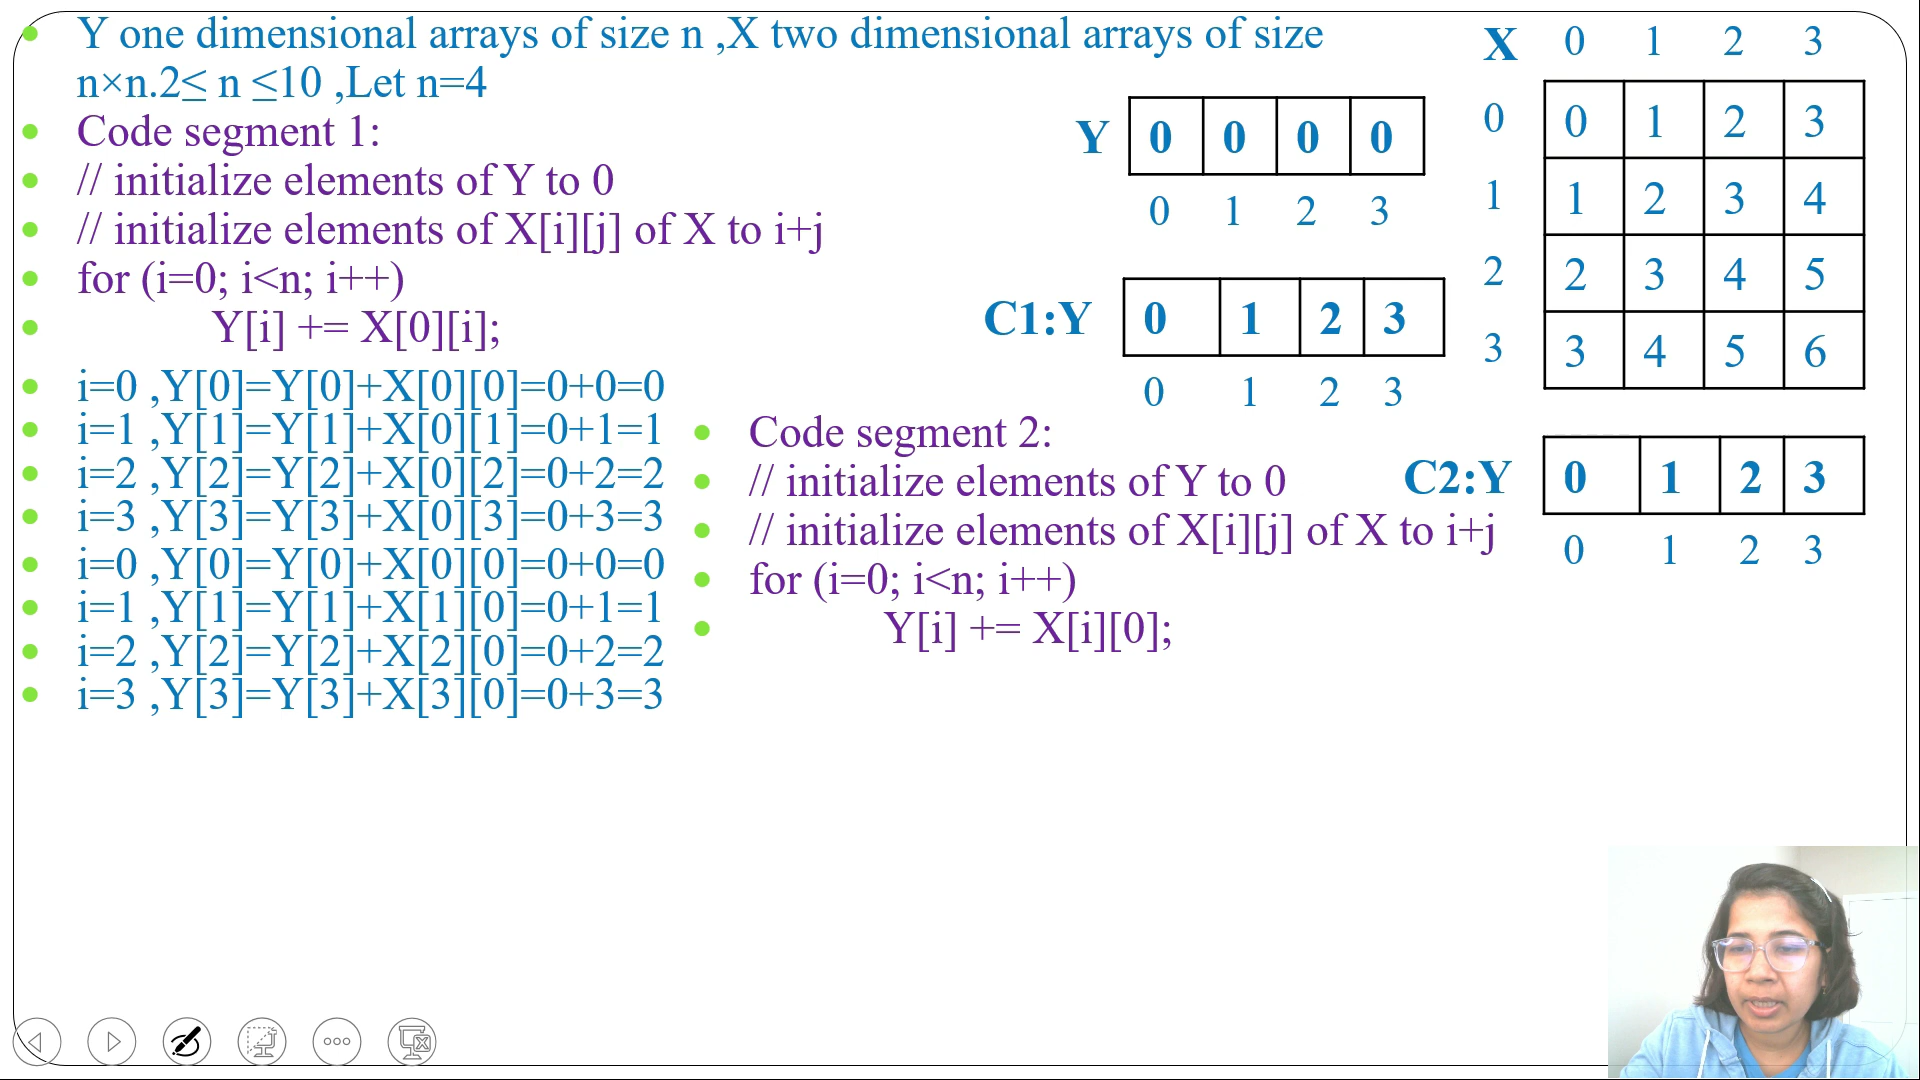 Y one dimensional arrays of size n ,X two dimensional arrays of size
n×n.2≤ n ≤10 ,Let n=4
Code segment 1:
// initialize elements of Y to 0
// initialize elements of X[i][j] of X to i+j
for (i=0; i<n; i++)
Y[i] += X[0][i];
i=0 ,Y[0]=Y[0]+X[0][0]=0+0=0
i=1 ,Y[1]=Y[1]+X[0][1]=0+1=1
i=2 ,Y[2]=Y[2]+X[0][2]=0+2=2
i=3 ,Y[3]=Y[3]+X[0][3]=0+3=3
i=0 ,Y[0]=Y[0]+X[0][0]=0+0=0
i=1 ,Y[1]=Y[1]+X[1][0]=0+1=1
i=2 ,Y[2]=Y[2]+X[2][0]=0+2=2
i=3 ,Y[3]=Y[3]+X[3][0]=0+3=3
Code segment 2:
// initialize elements of Y to 0
// initialize elements of X[i][j] of X to i+j
for (i=0; i<n; i++)
Y[i] += X[i][0];
Y 0 0 0 0
0 1 2 3
C1:Y 0 1 2 3
0 1 2 3
X 0 1 2 3
0 0 1 2 3
1 1 2 3 4
2 2 3 4 5
3 3 4 5 6
C2:Y 0 1 2 3
0 1 2 3